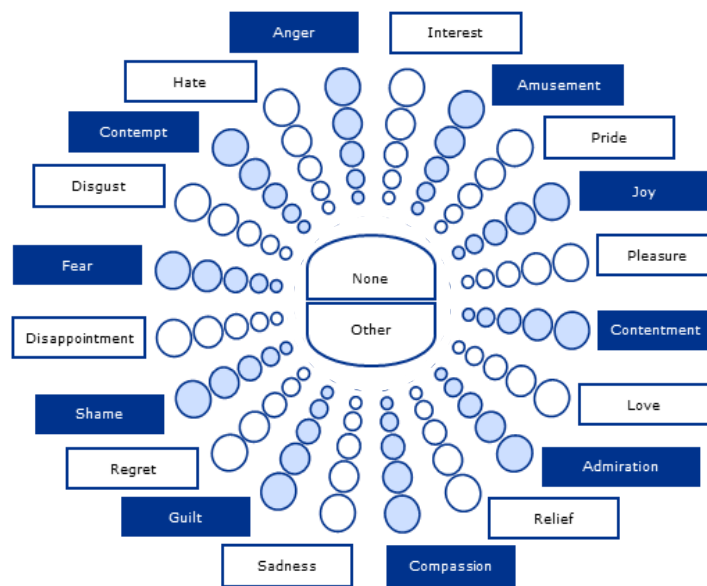 Anger
Interest
Hate
Amusement
Contempt
Pride
Disgust
Joy
Fear
Pleasure
None
Other
Disappointment
Contentment
Shame
Love
Regret
Admiration
Guilt
Relief
Sadness
Compassion